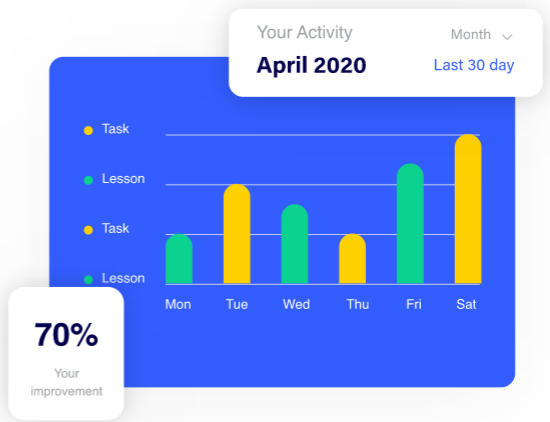 Your Activity
Month
April 2020
Last 30 day
Task
Lesson
Task
Lesson
Mon Tue Wed Thu Fri Sat
70%
Your
improvement